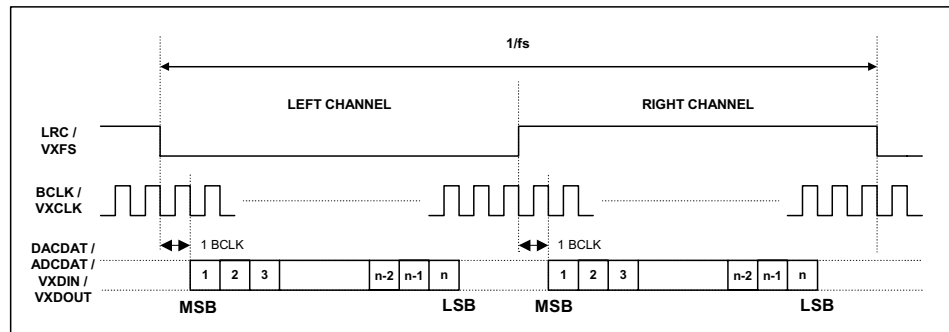 1/fs
LEFT CHANNEL
RIGHT CHANNEL
LRC /
VXFS
BCLK /
VXCLK
1 BCLK
1 BCLK
DACDAT /
ADCDAT /
VXDIN /
VXDOUT
1 2 3 n-2 n-1 n
1 2 3 n-2 n-1 n
MSB LSB MSB LSB